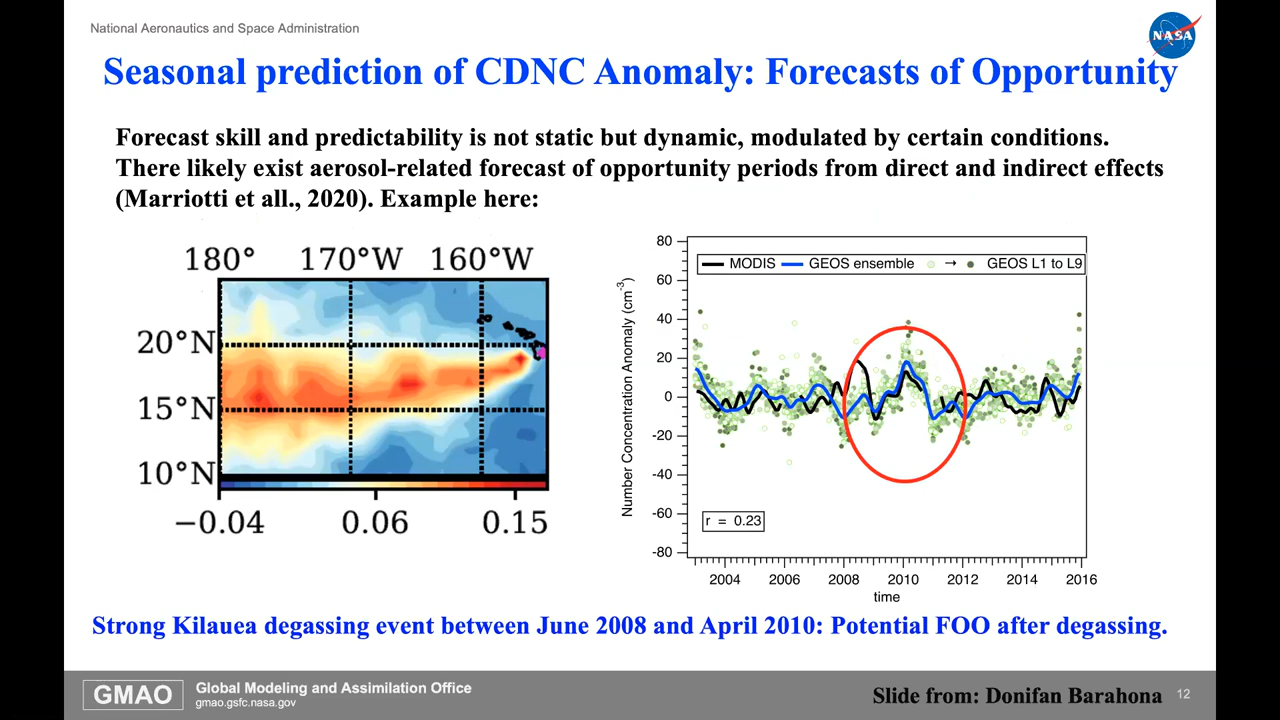 National Aeronautics and Space Administration
NASA
Seasonal prediction of CDNC Anomaly: Forecasts of Opportunity
Forecast skill and predictability is not static but dynamic, modulated by certain conditions.
There likely exist aerosol-related forecast of opportunity periods from direct and indirect effects
(Marriotti et all., 2020). Example here:
180° 170°W 160°W
20°N
15°N
10°N
−0.04 0.06 0.15
80
60
40
20
0
-20
-40
-60
-80
Number Concentration Anomaly (cm-3)
MODIS GEOS ensemble → GEOS L1 to L9
r = 0.23
2004 2006 2008 2010 2012 2014 2016
time
Strong Kilauea degassing event between June 2008 and April 2010: Potential FOO after degassing.
GMAO
Global Modeling and Assimilation Office
gmao.gsfc.nasa.gov
Slide from: Donifan Barahona
12